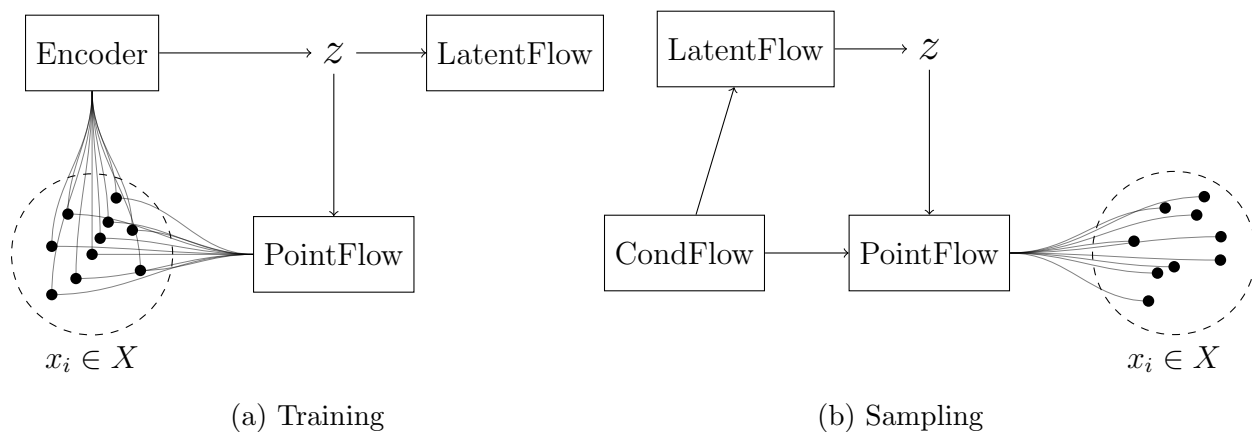 Encoder
z
LatentFlow
PointFlow
x_i ∈ X
(a) Training
LatentFlow
z
CondFlow
PointFlow
x_i ∈ X
(b) Sampling